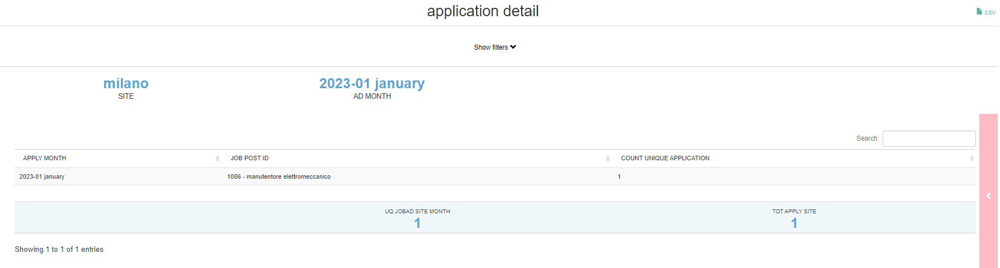 application detail
csv
Show filters
milano
SITE
2023-01 january
AD MONTH
Search:
APPLY MONTH JOB POST ID COUNT UNIQUE APPLICATION
2023-01 january 1086 - manutentore elettromeccanico 1
UQ JOBAD SITE MONTH
1
TOT APPLY SITE
1
Showing 1 to 1 of 1 entries